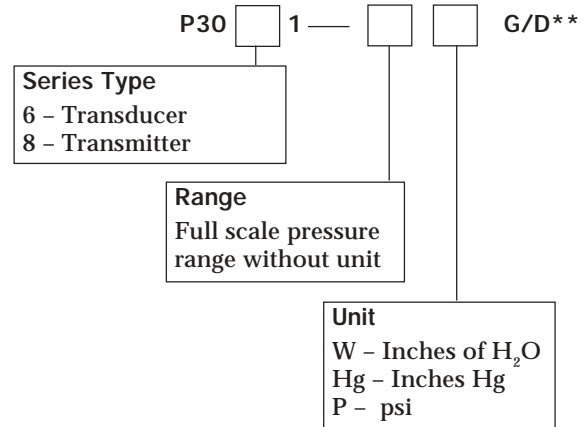 P30 1 — G/D**
Series Type
6 – Transducer
8 – Transmitter
Range
Full scale pressure
range without unit
Unit
W – Inches of H₂O
Hg – Inches Hg
P – psi